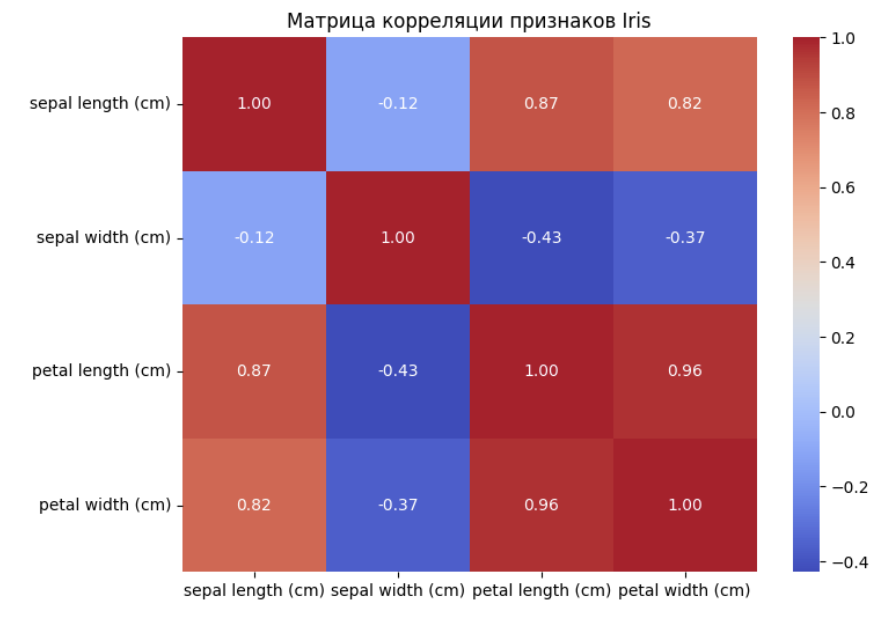 Матрица корреляции признаков Iris
sepal length (cm) 1.00 -0.12 0.87 0.82
sepal width (cm) -0.12 1.00 -0.43 -0.37
petal length (cm) 0.87 -0.43 1.00 0.96
petal width (cm) 0.82 -0.37 0.96 1.00
sepal length (cm) sepal width (cm) petal length (cm) petal width (cm)
1.0
0.8
0.6
0.4
0.2
0.0
−0.2
−0.4